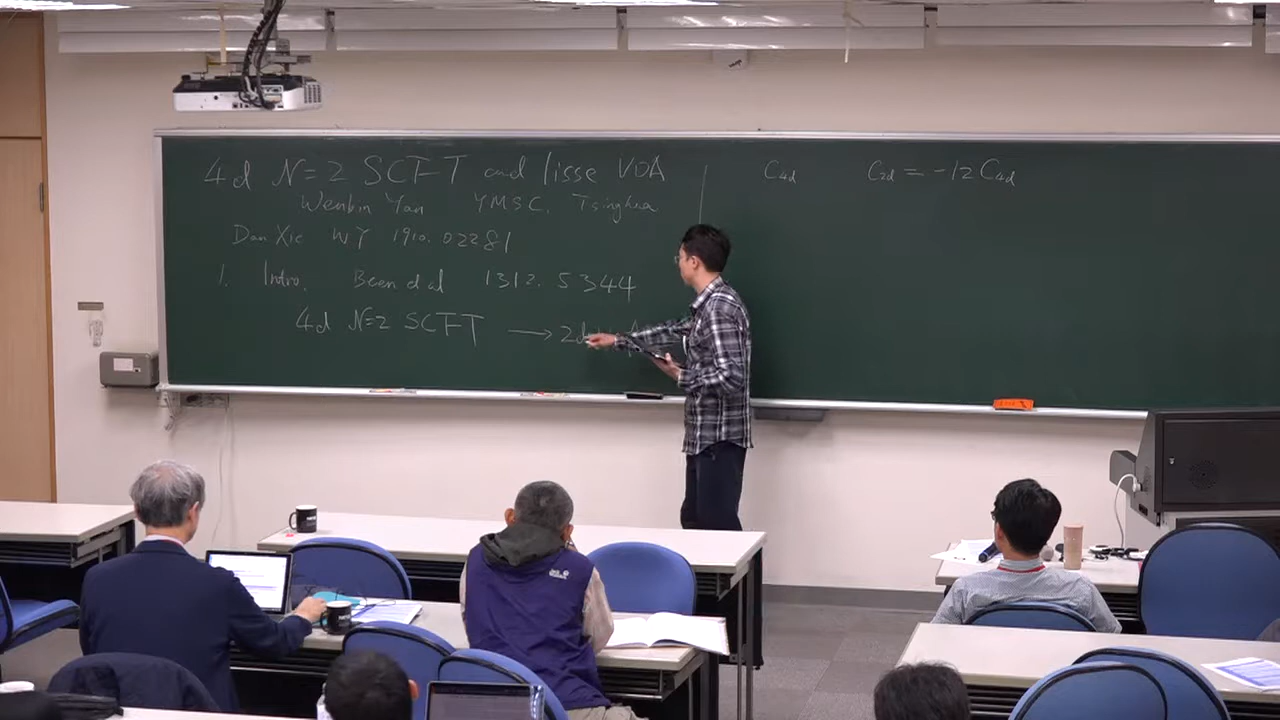 4d N=2 SCFT and lisse VOA
Wenbin Yan YMSC, Tsinghua
Dan Xie WY 1910.02281
1. Intro. Beem et al 1312.5344
4d N=2 SCFT → 2d
C4d C2d = -12 C4d